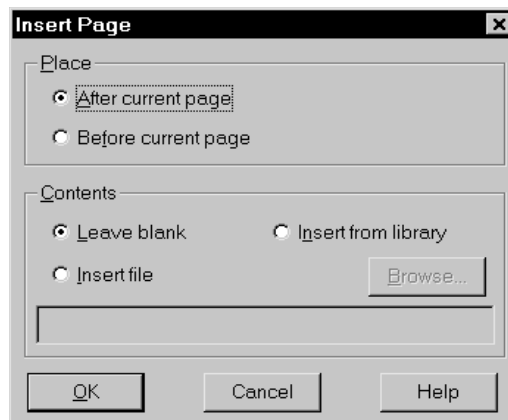 Insert Page
Place
After current page
Before current page
Contents
Leave blank Insert from library
Insert file Browse...
OK Cancel Help